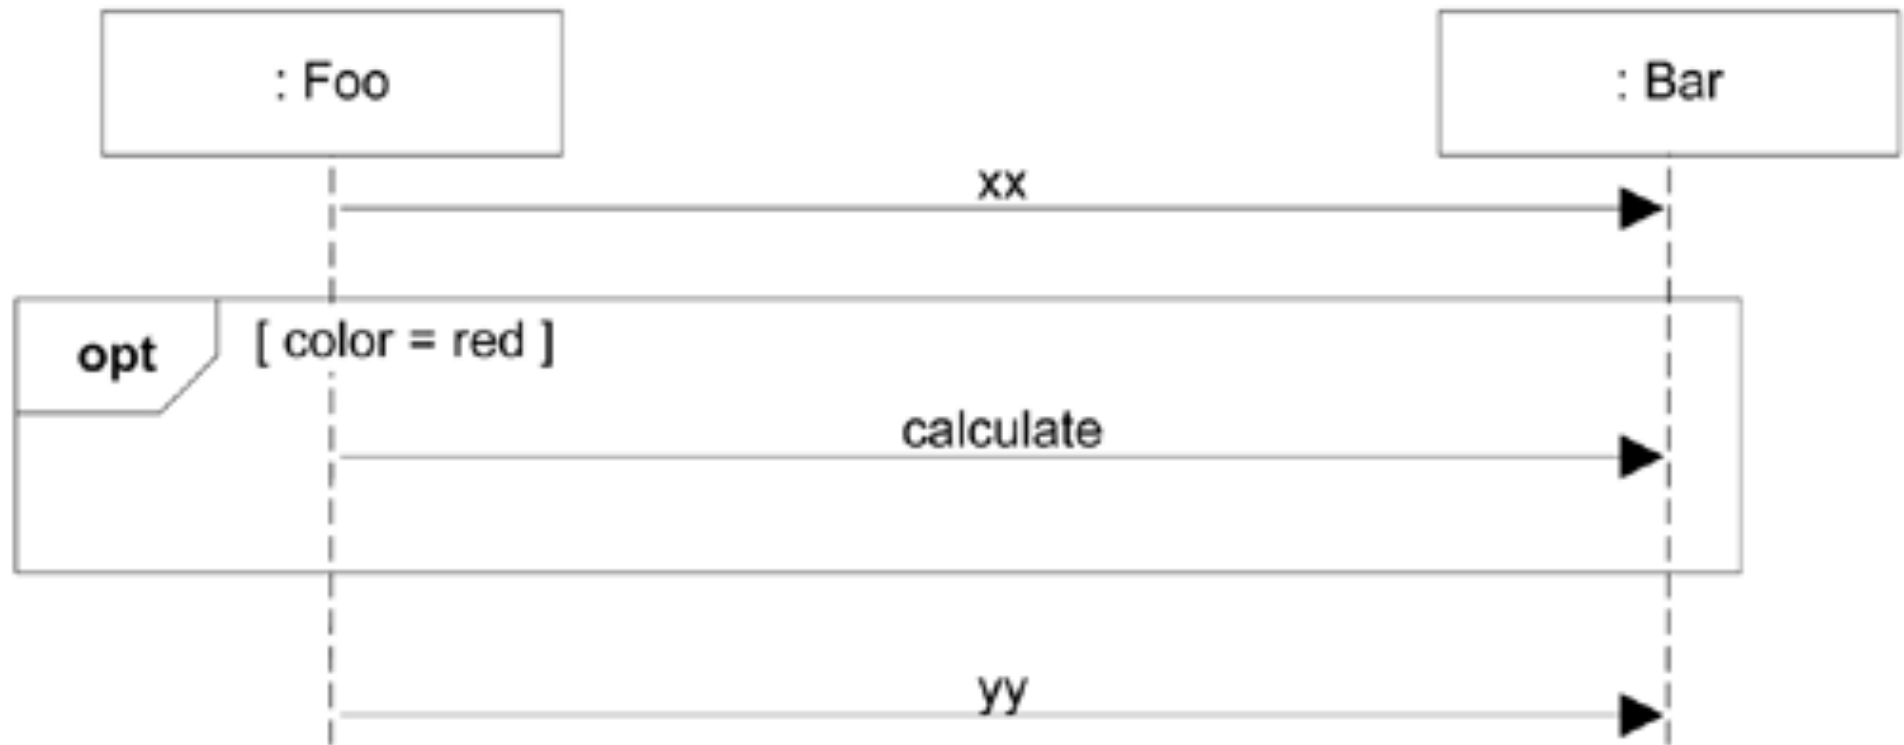 : Foo
: Bar
xx
opt
[ color = red ]
calculate
yy